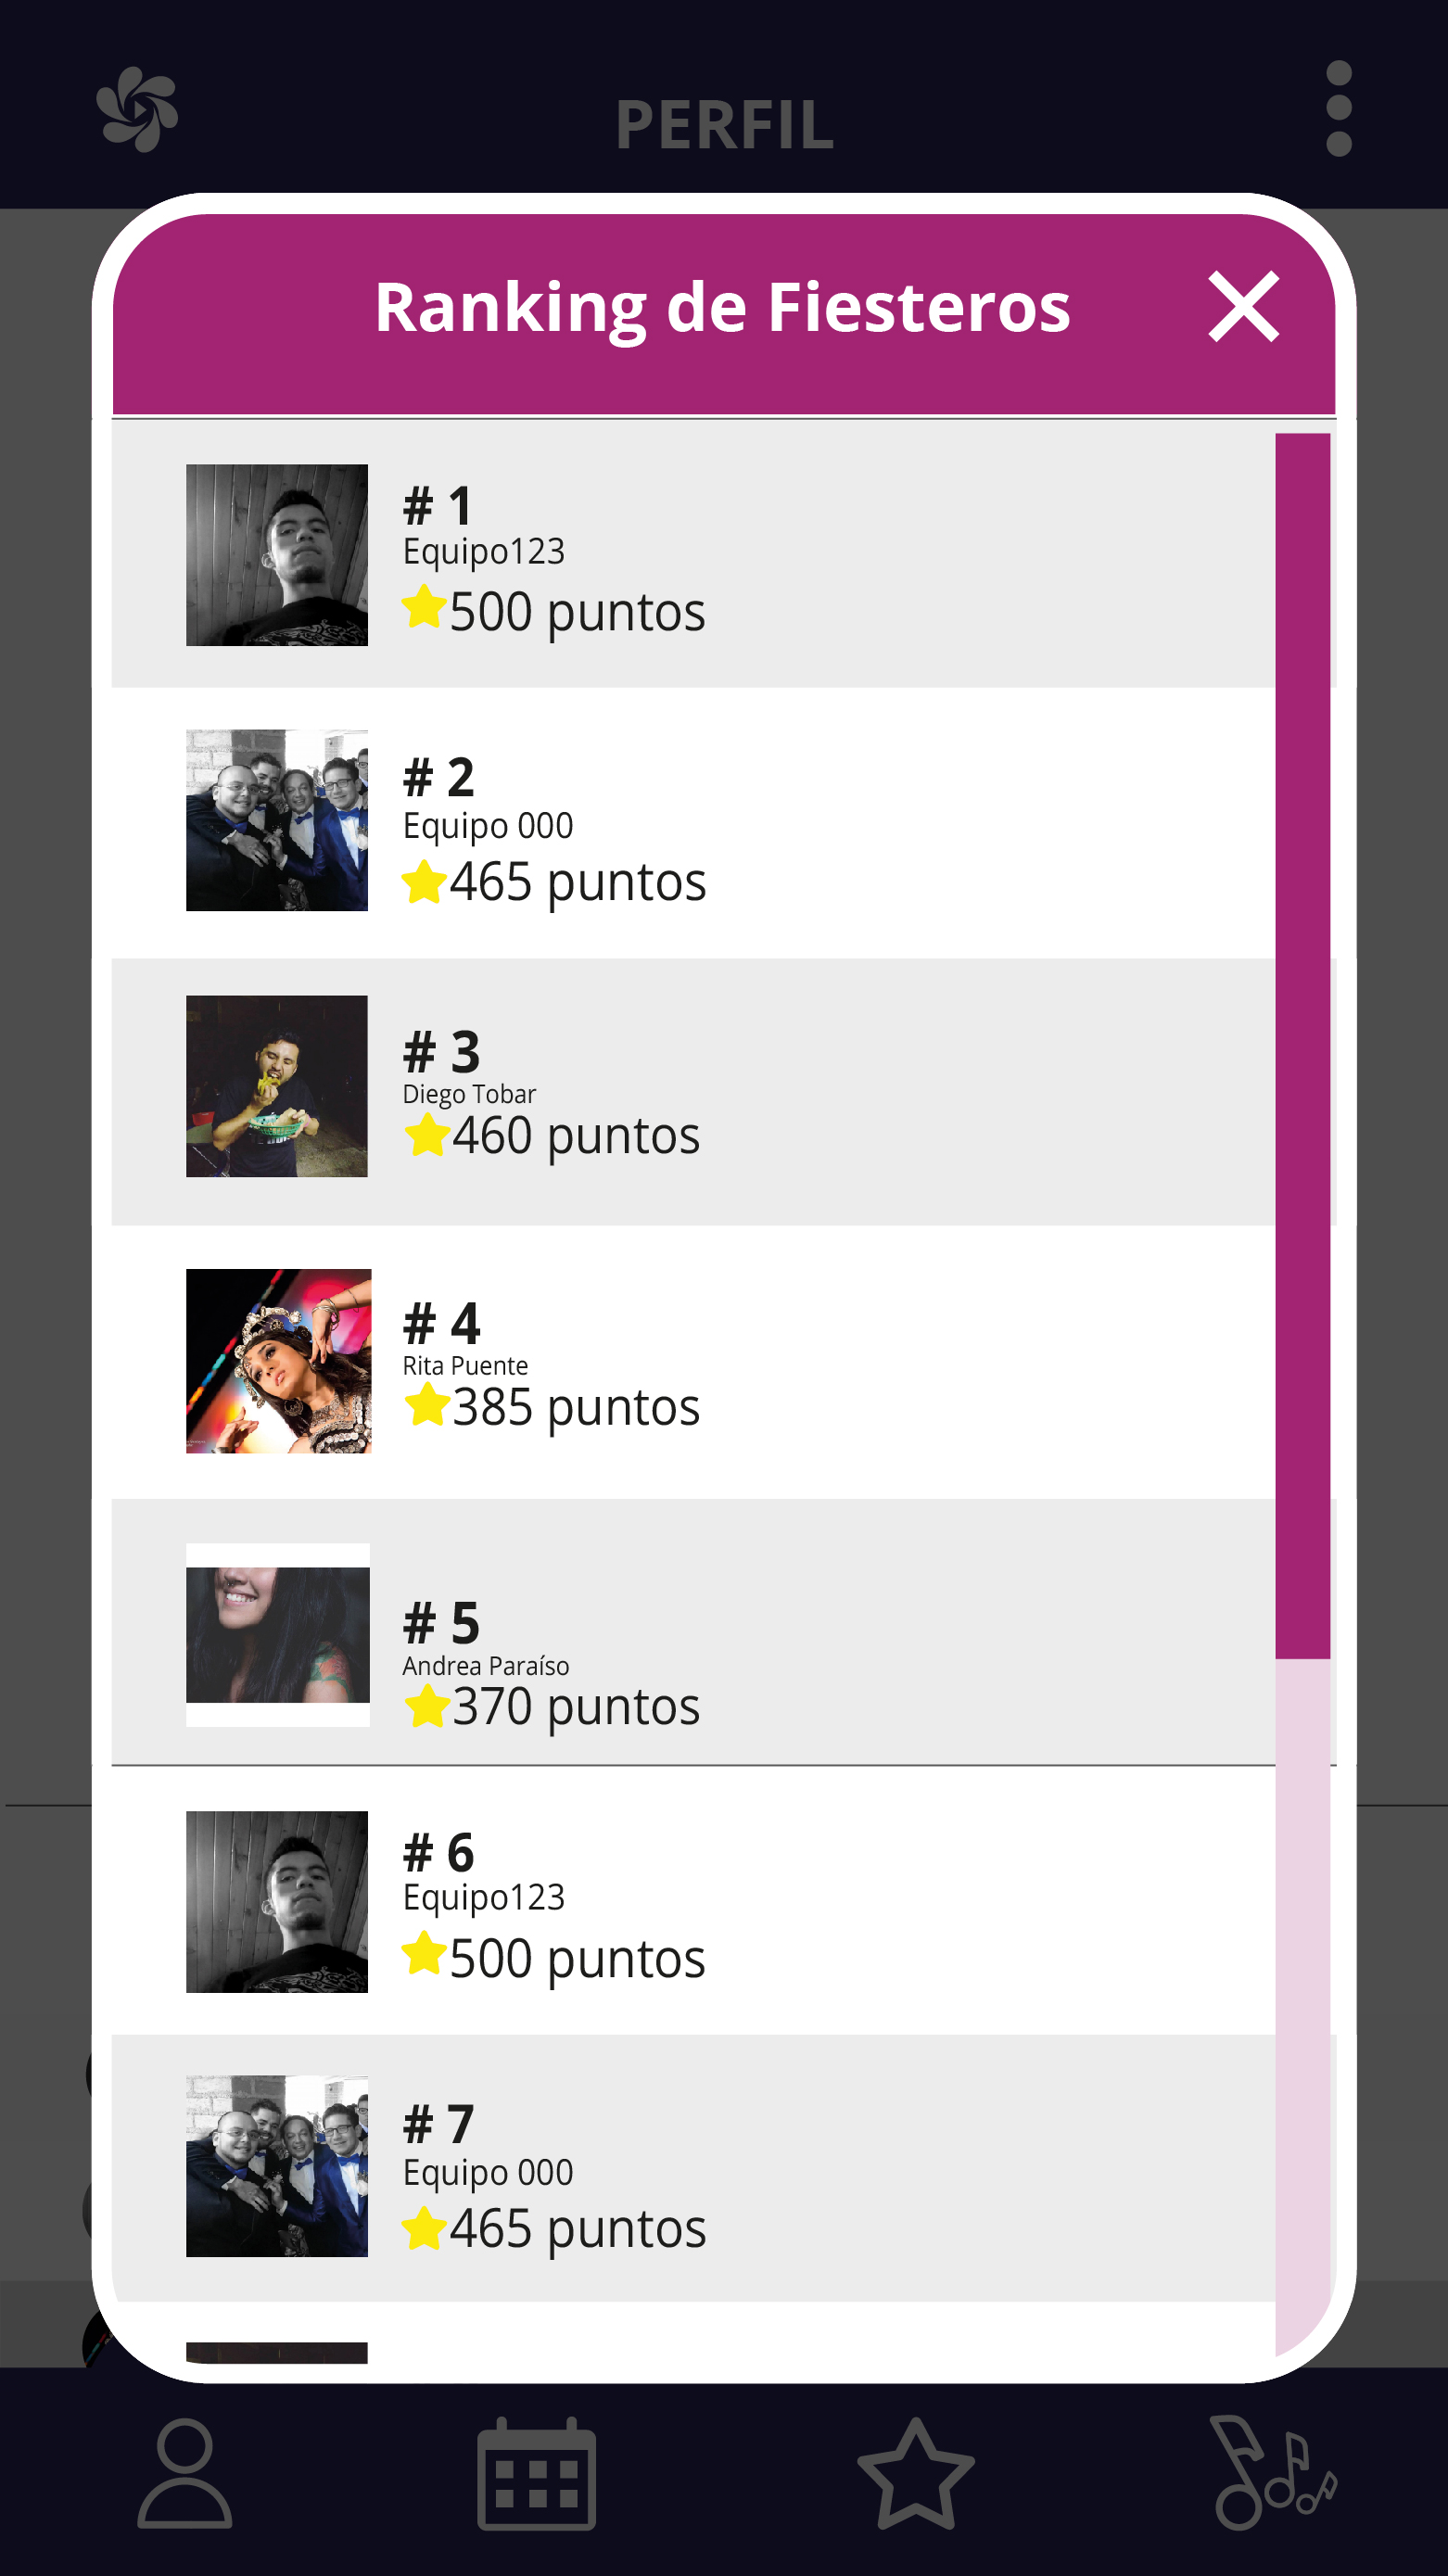 PERFIL
Ranking de Fiesteros
# 1
Equipo123
500 puntos
# 2
Equipo 000
465 puntos
# 3
Diego Tobar
460 puntos
# 4
Rita Puente
385 puntos
# 5
Andrea Paraíso
370 puntos
# 6
Equipo123
500 puntos
# 7
Equipo 000
465 puntos